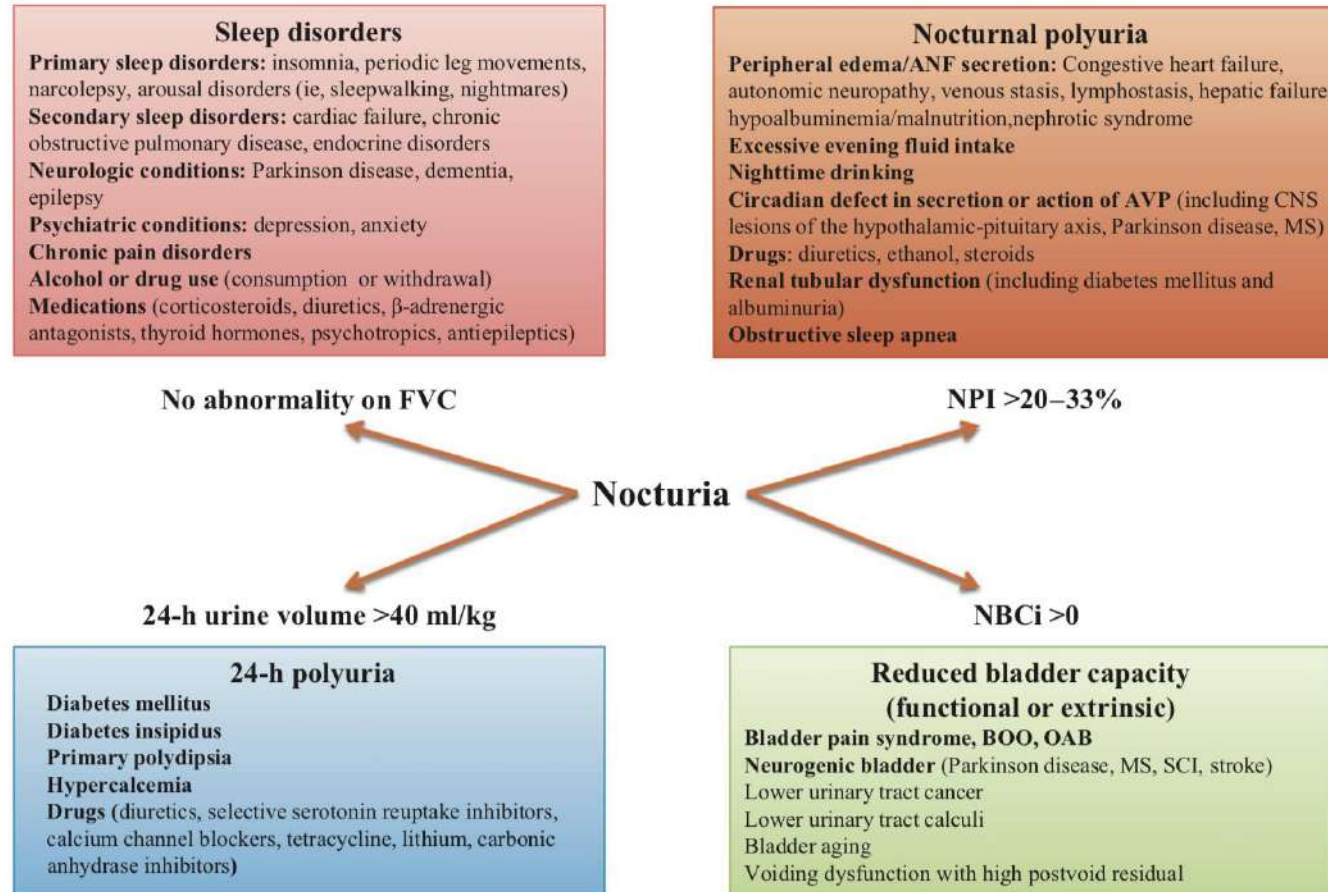 Sleep disorders
Primary sleep disorders: insomnia, periodic leg movements,
narcolepsy, arousal disorders (ie, sleepwalking, nightmares)
Secondary sleep disorders: cardiac failure, chronic
obstructive pulmonary disease, endocrine disorders
Neurologic conditions: Parkinson disease, dementia,
epilepsy
Psychiatric conditions: depression, anxiety
Chronic pain disorders
Alcohol or drug use (consumption or withdrawal)
Medications (corticosteroids, diuretics, β-adrenergic
antagonists, thyroid hormones, psychotropics, antiepileptics)
Nocturnal polyuria
Peripheral edema/ANF secretion: Congestive heart failure,
autonomic neuropathy, venous stasis, lymphostasis, hepatic failure
hypoalbuminemia/malnutrition,nephrotic syndrome
Excessive evening fluid intake
Nighttime drinking
Circadian defect in secretion or action of AVP (including CNS
lesions of the hypothalamic-pituitary axis, Parkinson disease, MS)
Drugs: diuretics, ethanol, steroids
Renal tubular dysfunction (including diabetes mellitus and
albuminuria)
Obstructive sleep apnea
No abnormality on FVC
NPI >20–33%
Nocturia
24-h urine volume >40 ml/kg
NBCi >0
24-h polyuria
Diabetes mellitus
Diabetes insipidus
Primary polydipsia
Hypercalcemia
Drugs (diuretics, selective serotonin reuptake inhibitors,
calcium channel blockers, tetracycline, lithium, carbonic
anhydrase inhibitors)
Reduced bladder capacity
(functional or extrinsic)
Bladder pain syndrome, BOO, OAB
Neurogenic bladder (Parkinson disease, MS, SCI, stroke)
Lower urinary tract cancer
Lower urinary tract calculi
Bladder aging
Voiding dysfunction with high postvoid residual